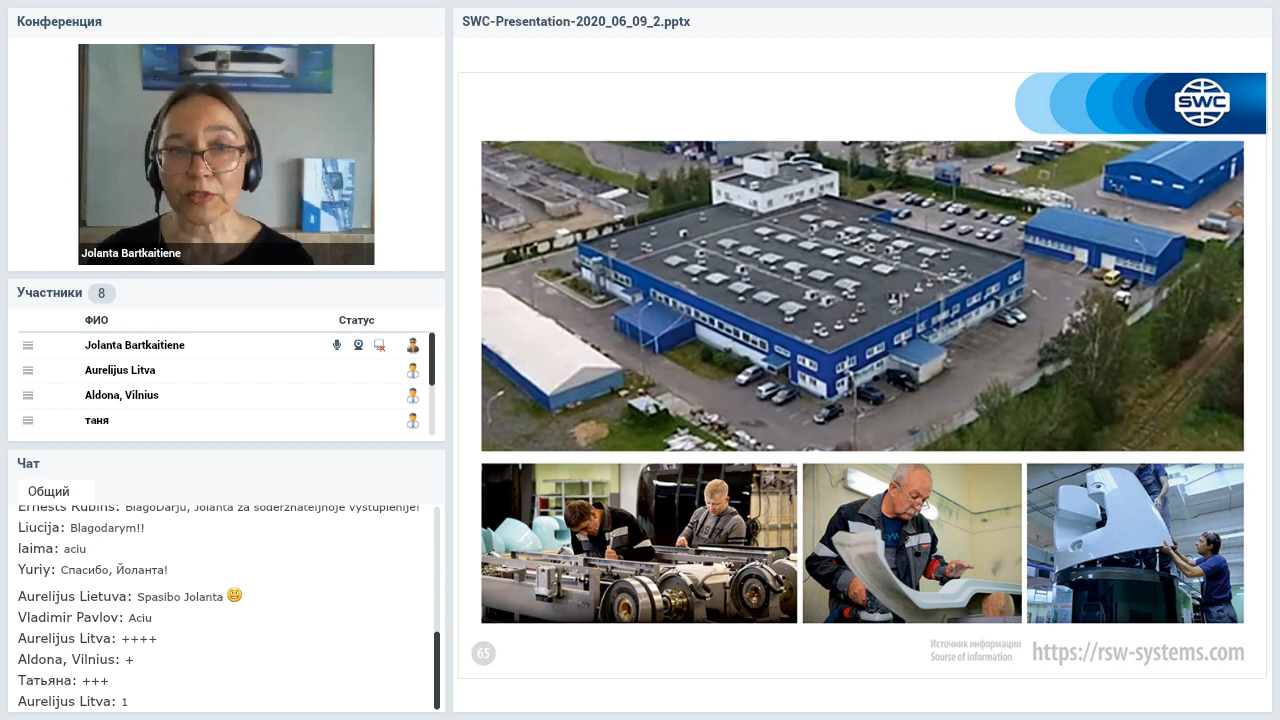 Конференция
Jolanta Bartkaitiene
Участники 8
ФИО Статус
Jolanta Bartkaitiene
Aurelijus Litva
Aldona, Vilnius
таня
Чат
Общий
Ernests Rubins: BlagoDarju, Jolanta za soderzhateljnoje vystuplenije!
Liucija: Blagodarym!!
laima: aciu
Yuriy: Спасибо, Йоланта!
Aurelijus Lietuva: Spasibo Jolanta
Vladimir Pavlov: Aciu
Aurelijus Litva: ++++
Aldona, Vilnius: +
Татьяна: +++
Aurelijus Litva: 1
SWC-Presentation-2020_06_09_2.pptx
SWC
65
Источник информации
Sourse of information
https://rsw-systems.com